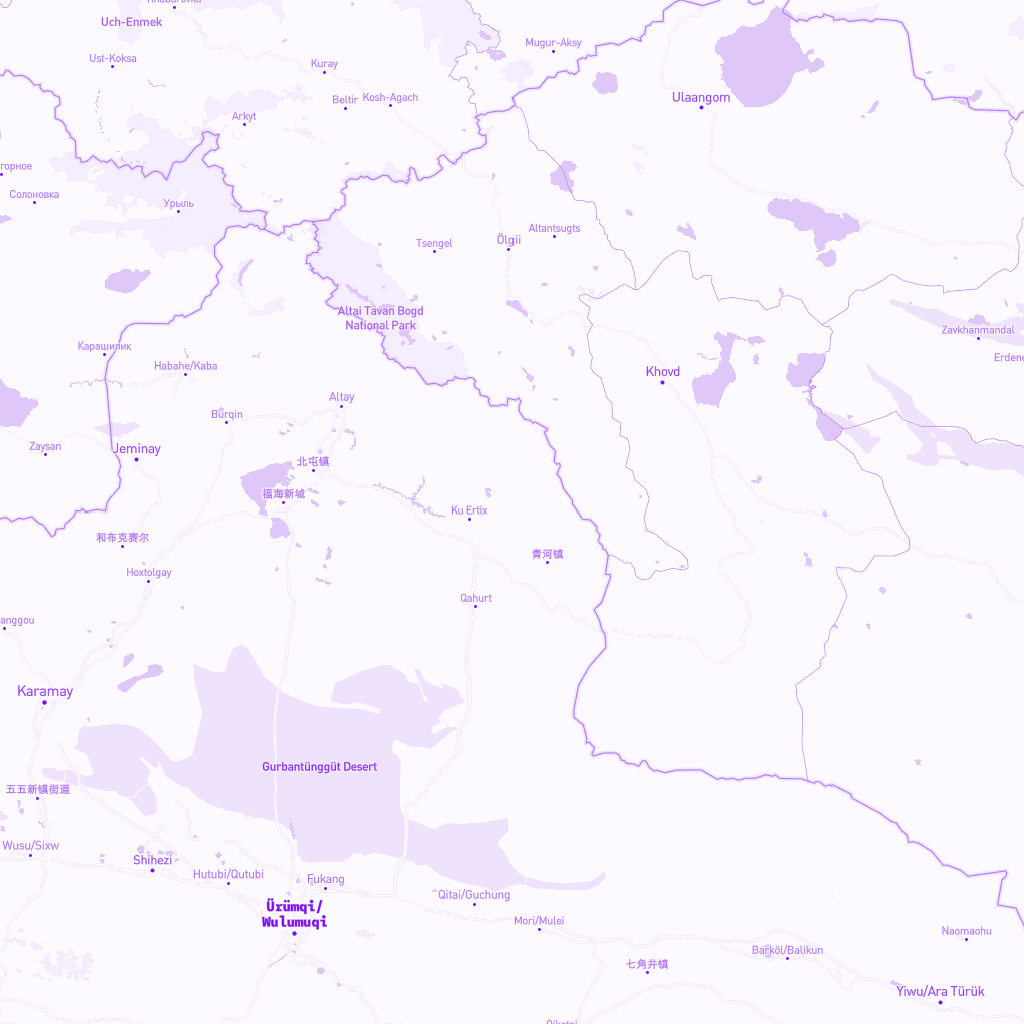 Uch-Enmek
Ust-Koksa
Mugur-Aksy
Kuray
Beltir
Kosh-Agach
Ulaangom
Arkyt
горное
Солоновка
Урыль
Tsengel
Ölgii
Altantsugts
Altai Tavan Bogd
National Park
Zavkhanmandal
Карашилик
Erdene
Habahe/Kaba
Khovd
Altay
Burqin
Zaysan
Jeminay
北屯镇
福海新城
Ku Ertix
和布克赛尔
青河镇
Hoxtolgay
Qahurt
anggou
Karamay
Gurbantünggüt Desert
五五新镇街道
Wusu/Sixw
Shihezi
Hutubi/Qutubi
Fukang
Qitai/Guchung
Ürümqi/
Wulumuqi
Mori/Mulei
Naomaohu
Barköl/Balikun
七角井镇
Yiwu/Ara Türük